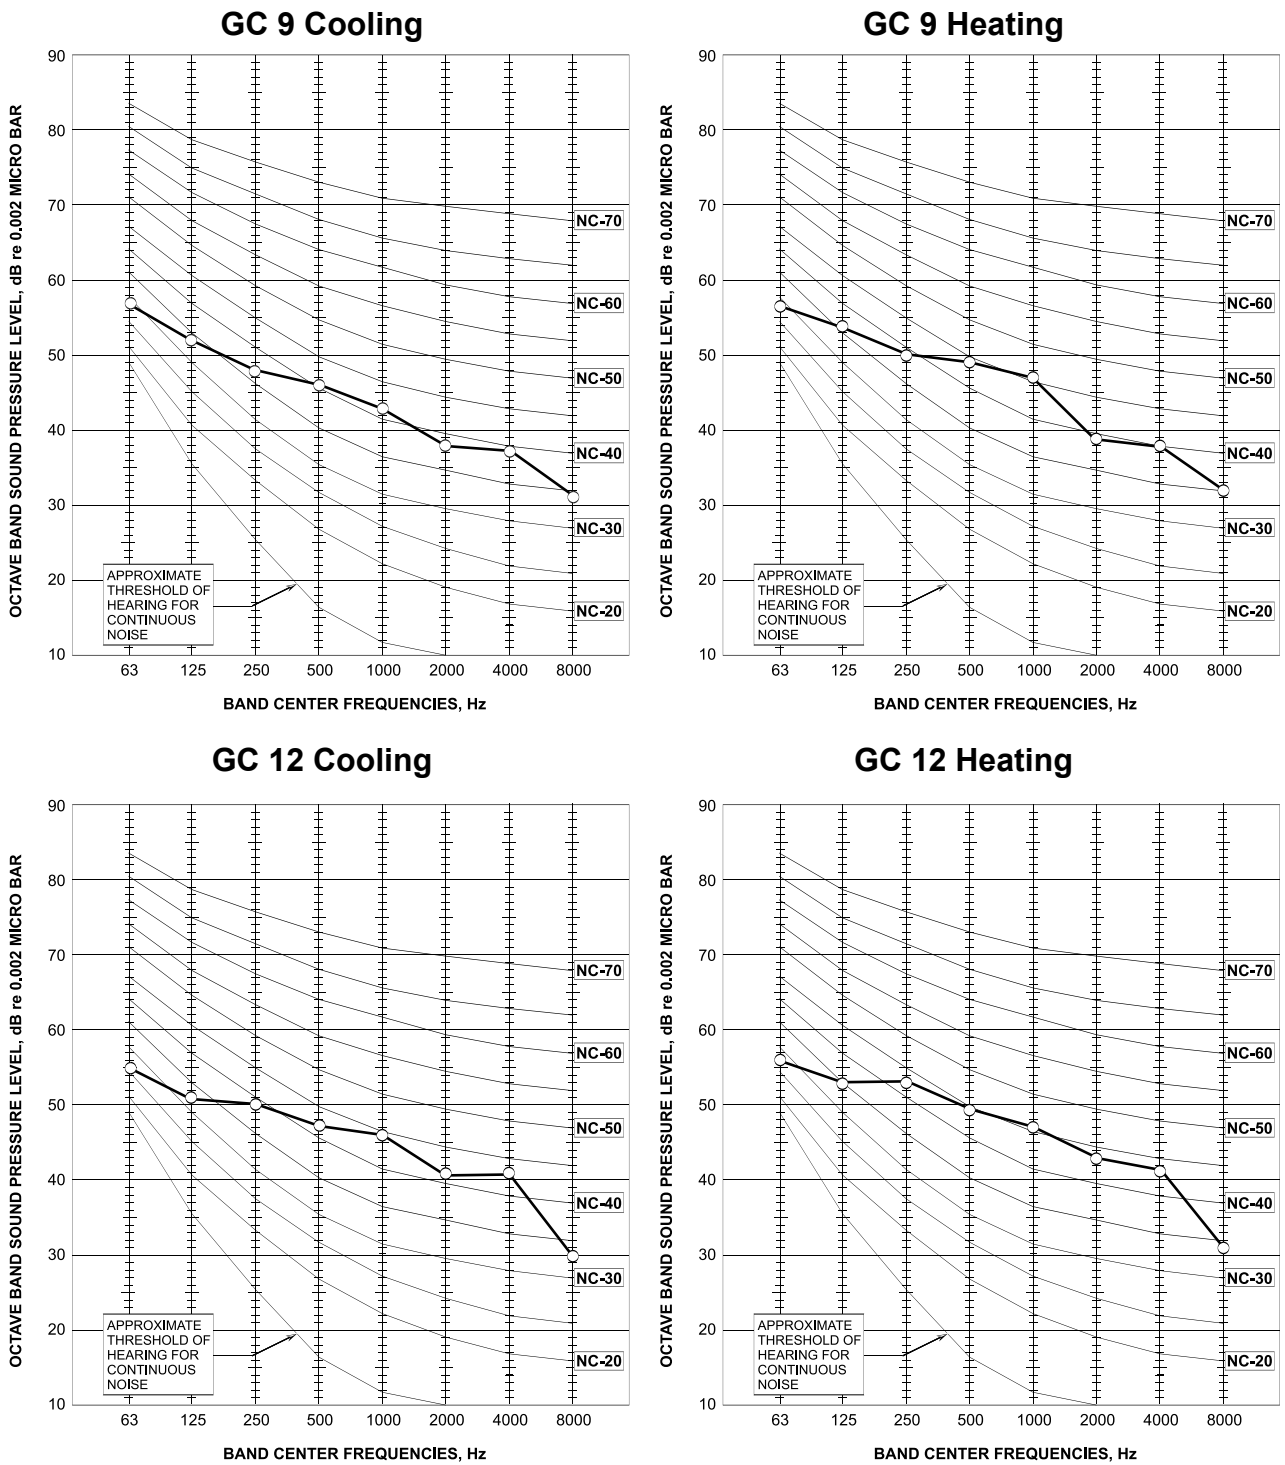 GC 9 Cooling
OCTAVE BAND SOUND PRESSURE LEVEL, dB re 0.002 MICRO BAR
90
80
70
60
50
40
30
20
10
NC-70
NC-60
NC-50
NC-40
NC-30
NC-20
APPROXIMATE
THRESHOLD OF
HEARING FOR
CONTINUOUS
NOISE
63 125 250 500 1000 2000 4000 8000
BAND CENTER FREQUENCIES, Hz
GC 9 Heating
OCTAVE BAND SOUND PRESSURE LEVEL, dB re 0.002 MICRO BAR
90
80
70
60
50
40
30
20
10
NC-70
NC-60
NC-50
NC-40
NC-30
NC-20
APPROXIMATE
THRESHOLD OF
HEARING FOR
CONTINUOUS
NOISE
63 125 250 500 1000 2000 4000 8000
BAND CENTER FREQUENCIES, Hz
GC 12 Cooling
OCTAVE BAND SOUND PRESSURE LEVEL, dB re 0.002 MICRO BAR
90
80
70
60
50
40
30
20
10
NC-70
NC-60
NC-50
NC-40
NC-30
NC-20
APPROXIMATE
THRESHOLD OF
HEARING FOR
CONTINUOUS
NOISE
63 125 250 500 1000 2000 4000 8000
BAND CENTER FREQUENCIES, Hz
GC 12 Heating
OCTAVE BAND SOUND PRESSURE LEVEL, dB re 0.002 MICRO BAR
90
80
70
60
50
40
30
20
10
NC-70
NC-60
NC-50
NC-40
NC-30
NC-20
APPROXIMATE
THRESHOLD OF
HEARING FOR
CONTINUOUS
NOISE
63 125 250 500 1000 2000 4000 8000
BAND CENTER FREQUENCIES, Hz